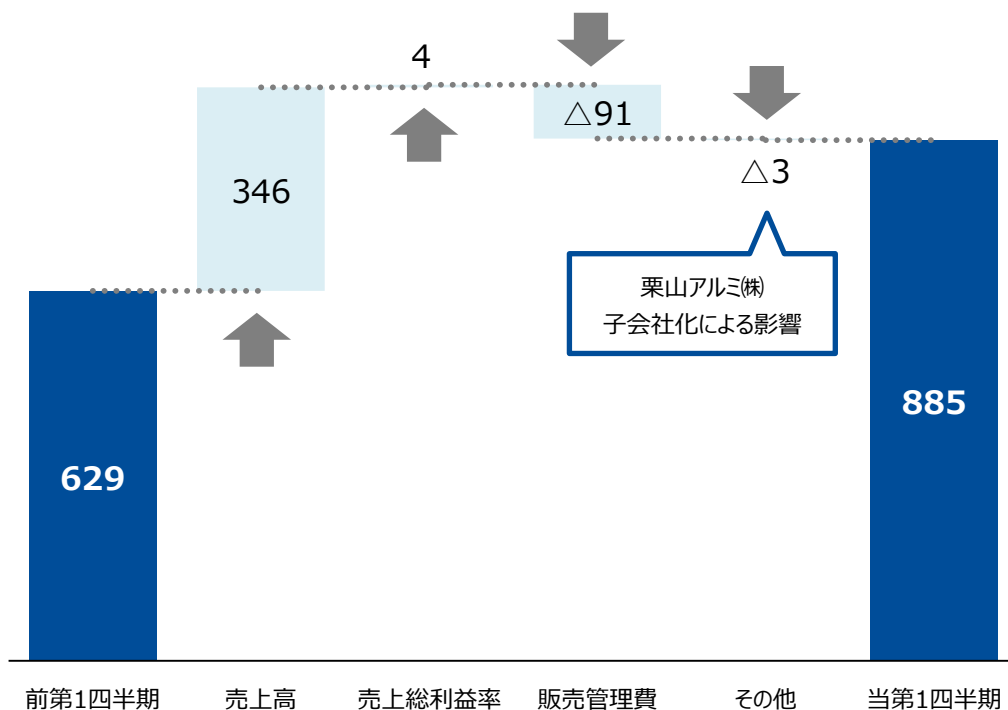 4
△91
346
△3
栗山アルミ㈱
子会社化による影響
885
629
前第1四半期
売上高
売上総利益率
販売管理費
その他
当第1四半期